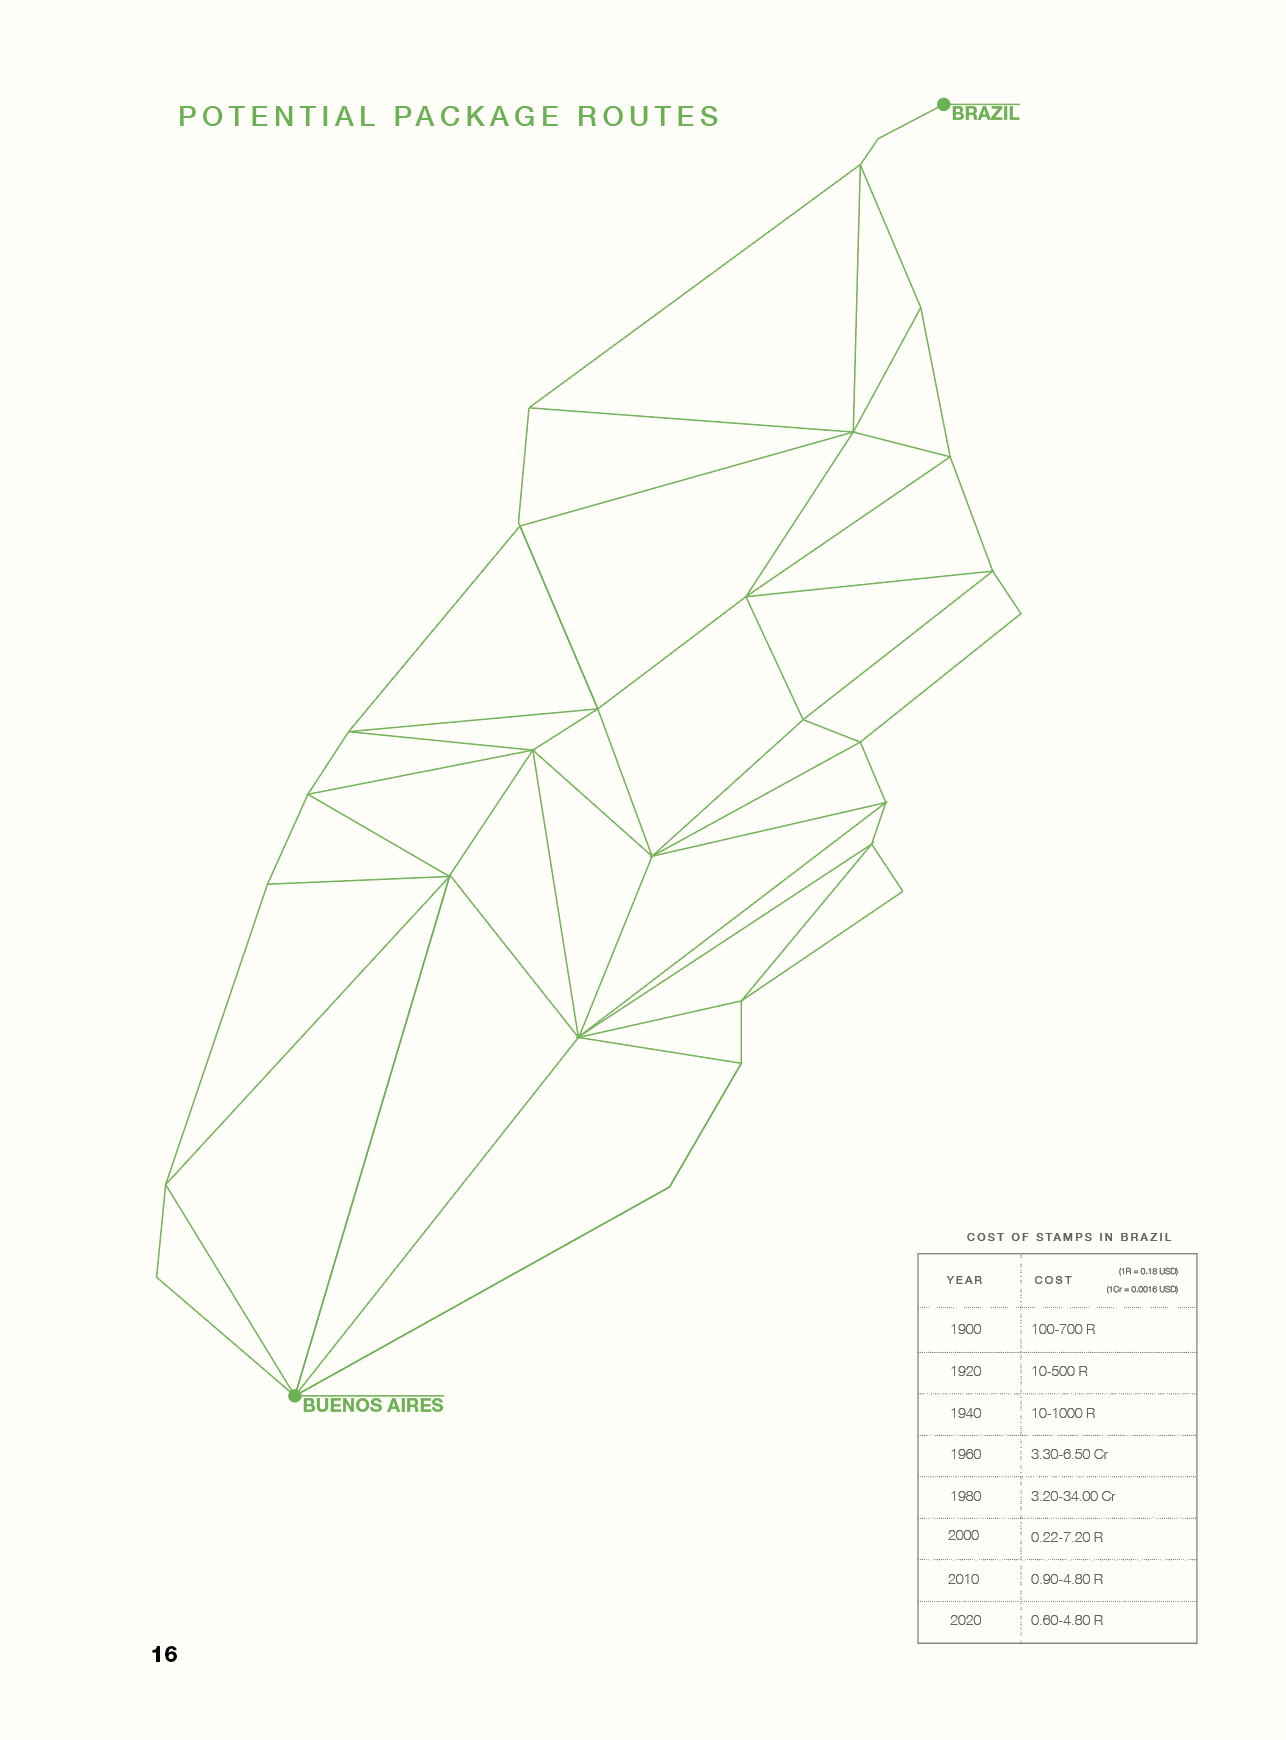 POTENTIAL PACKAGE ROUTES
BRAZIL
BUENOS AIRES
COST OF STAMPS IN BRAZIL
YEAR COST (1R = 0.18 USD)
(1Cr = 0.0016 USD)
1900 100-700 R
1920 10-500 R
1940 10-1000 R
1960 3.30-6.50 Cr
1980 3.20-34.00 Cr
2000 0.22-7.20 R
2010 0.90-4.80 R
2020 0.60-4.80 R
16